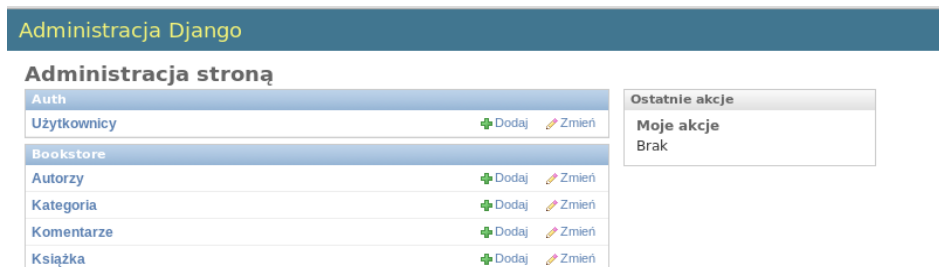 Administracja Django
Administracja stroną
Auth
Użytkownicy Dodaj Zmień
Bookstore
Autorzy Dodaj Zmień
Kategoria Dodaj Zmień
Komentarze Dodaj Zmień
Książka Dodaj Zmień
Ostatnie akcje
Moje akcje
Brak